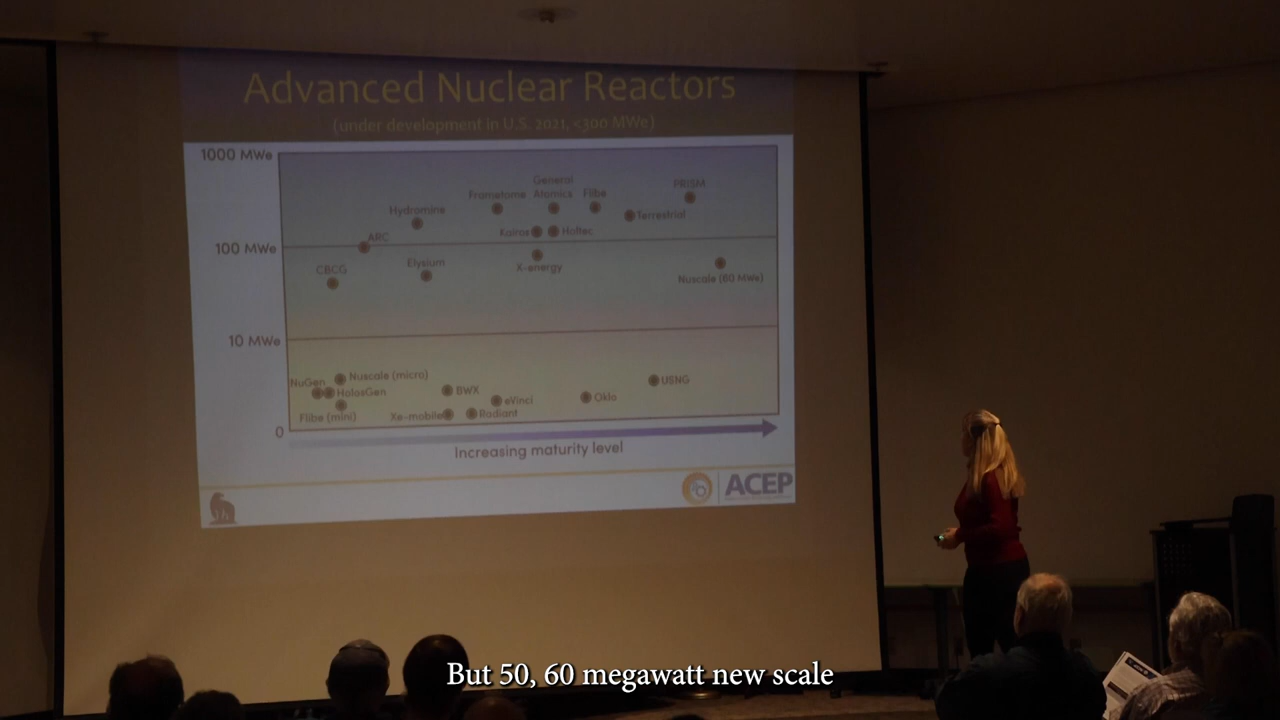 Advanced Nuclear Reactors
(under development in U.S. 2021, <300 MWe)
1000 MWe
General
Atomics
Framatome
Flibe
PRISM
Hydromine
Terrestrial
Kairos
Holtec
ARC
100 MWe
CBCG
Elysium
X-energy
Nuscale (60 MWe)
10 MWe
NuGen
Nuscale (micro)
HolosGen
BWX
USNG
eVinci
Oklo
Flibe (mini)
Xe-mobile
Radiant
0
Increasing maturity level
ACEP
But 50, 60 megawatt new scale